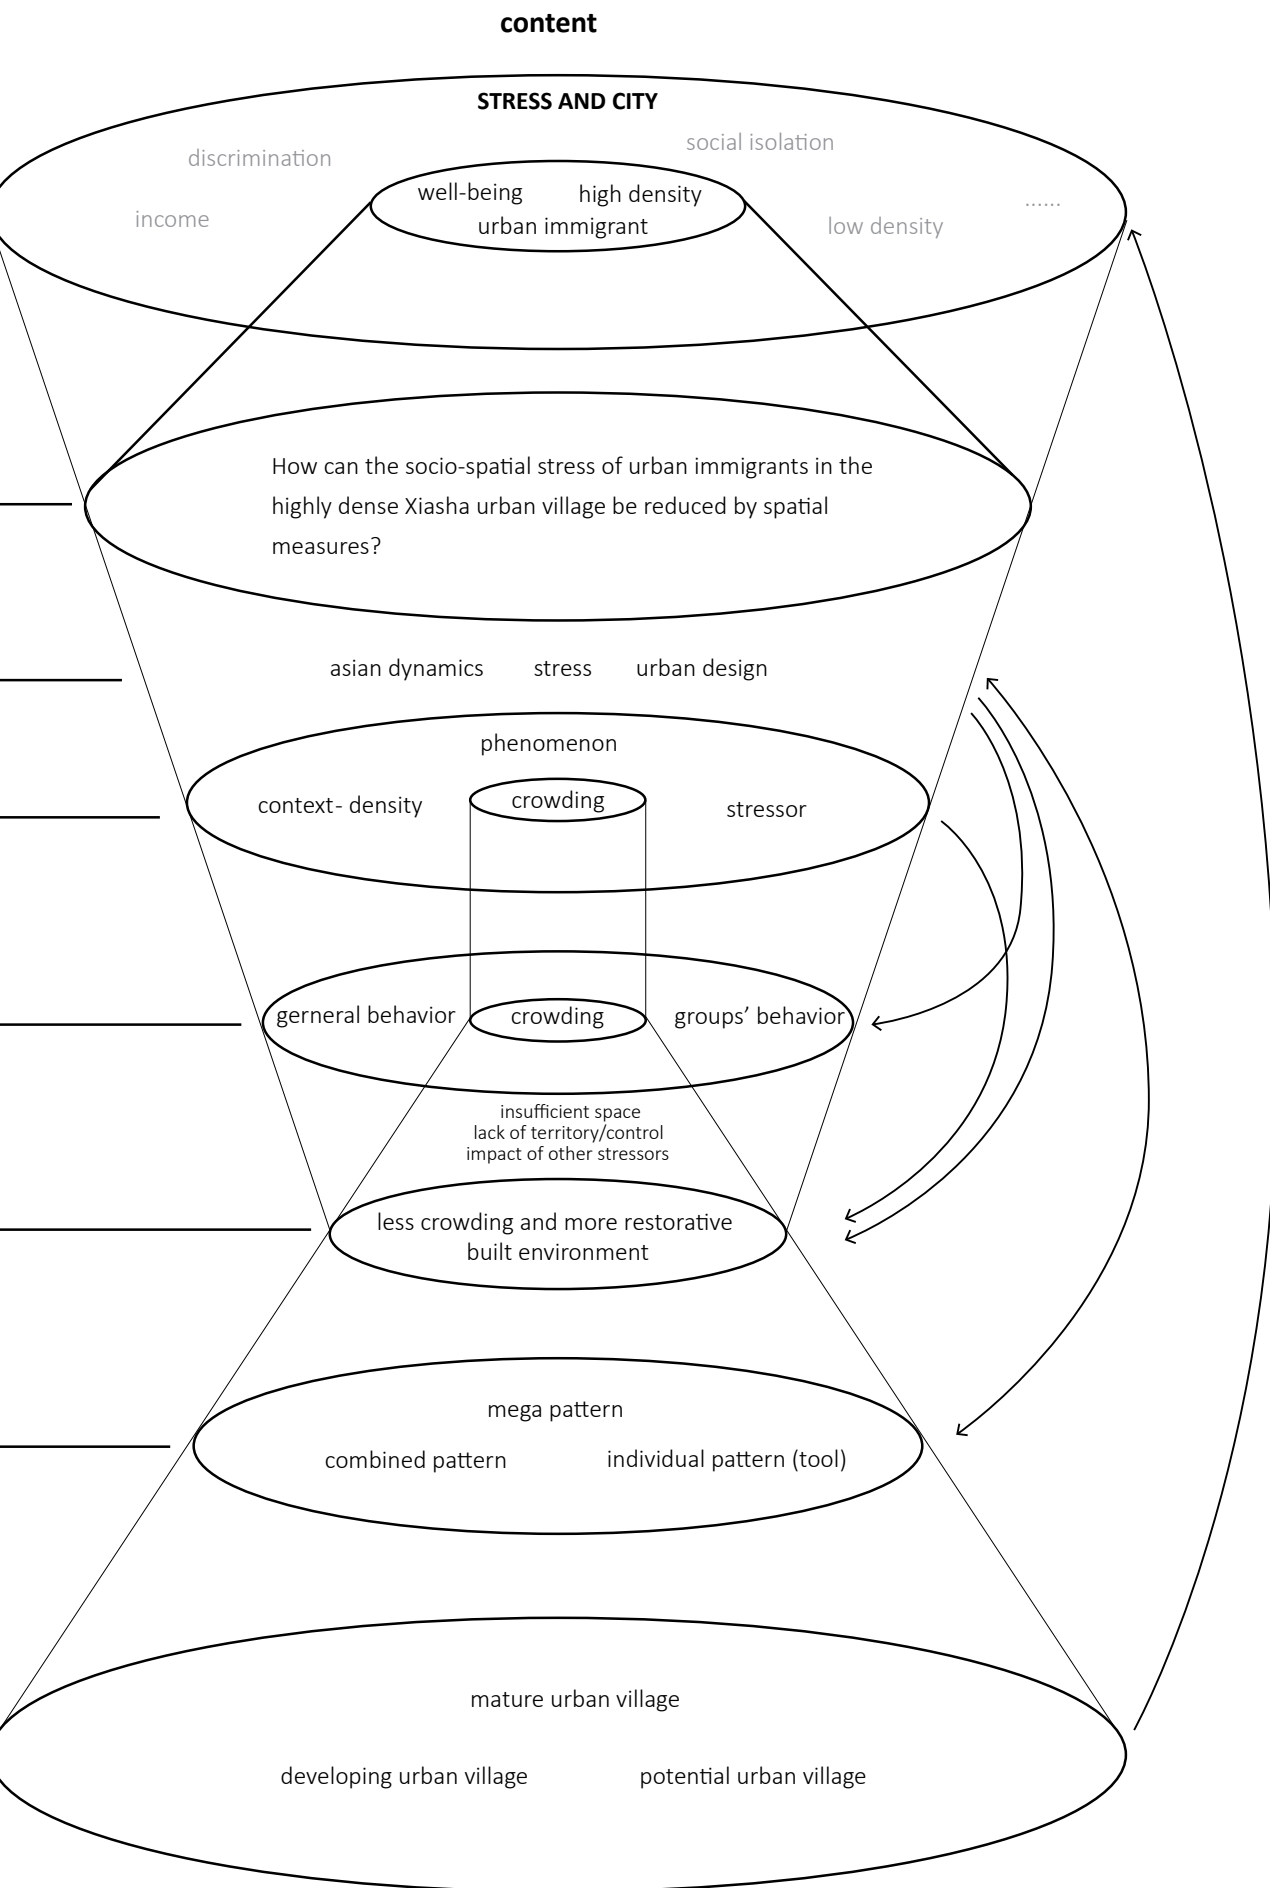 content
STRESS AND CITY
discrimination
social isolation
well-being high density
......
income
urban immigrant
low density
How can the socio-spatial stress of urban immigrants in the
highly dense Xiasha urban village be reduced by spatial
measures?
asian dynamics stress urban design
phenomenon
context- density crowding stressor
gerneral behavior crowding groups’ behavior
insufficient space
lack of territory/control
impact of other stressors
less crowding and more restorative
built environment
mega pattern
combined pattern individual pattern (tool)
mature urban village
developing urban village potential urban village